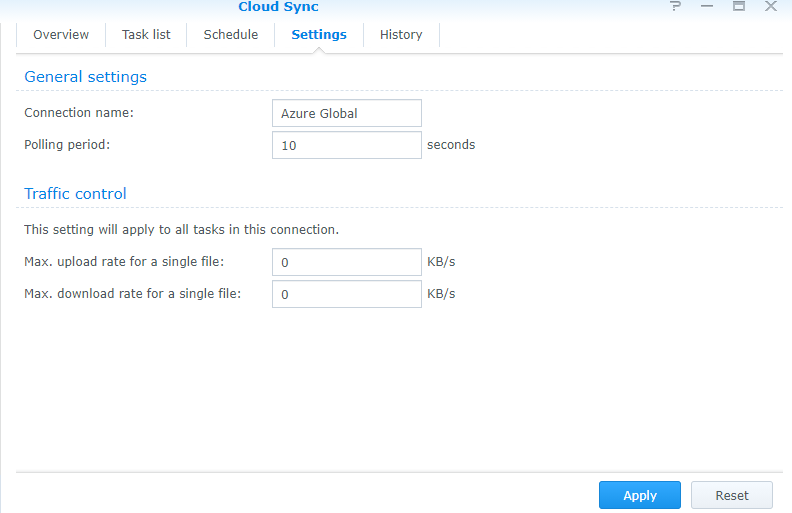 Cloud Sync
Overview Task list Schedule Settings History
General settings
Connection name: Azure Global
Polling period: 10 seconds
Traffic control
This setting will apply to all tasks in this connection.
Max. upload rate for a single file: 0 KB/s
Max. download rate for a single file: 0 KB/s
Apply Reset